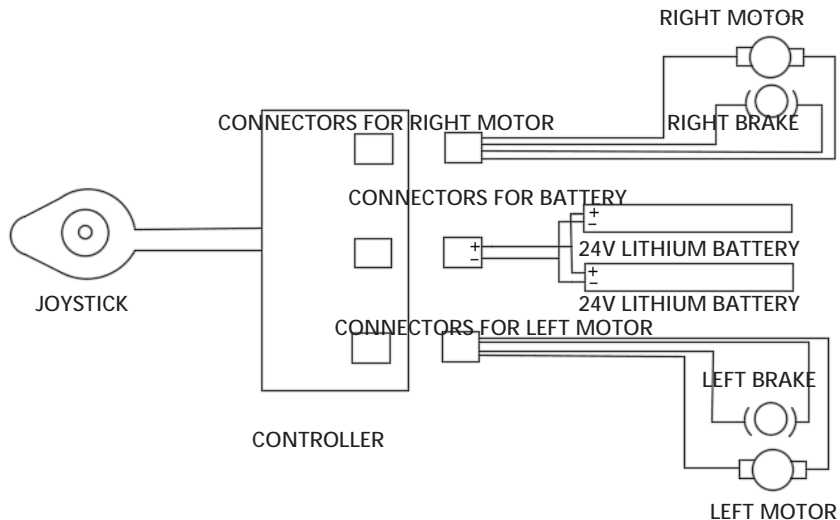 RIGHT MOTOR
CONNECTORS FOR RIGHT MOTOR
RIGHT BRAKE
CONNECTORS FOR BATTERY
+
−
+
−
24V LITHIUM BATTERY
+
−
24V LITHIUM BATTERY
JOYSTICK
CONNECTORS FOR LEFT MOTOR
LEFT BRAKE
CONTROLLER
LEFT MOTOR